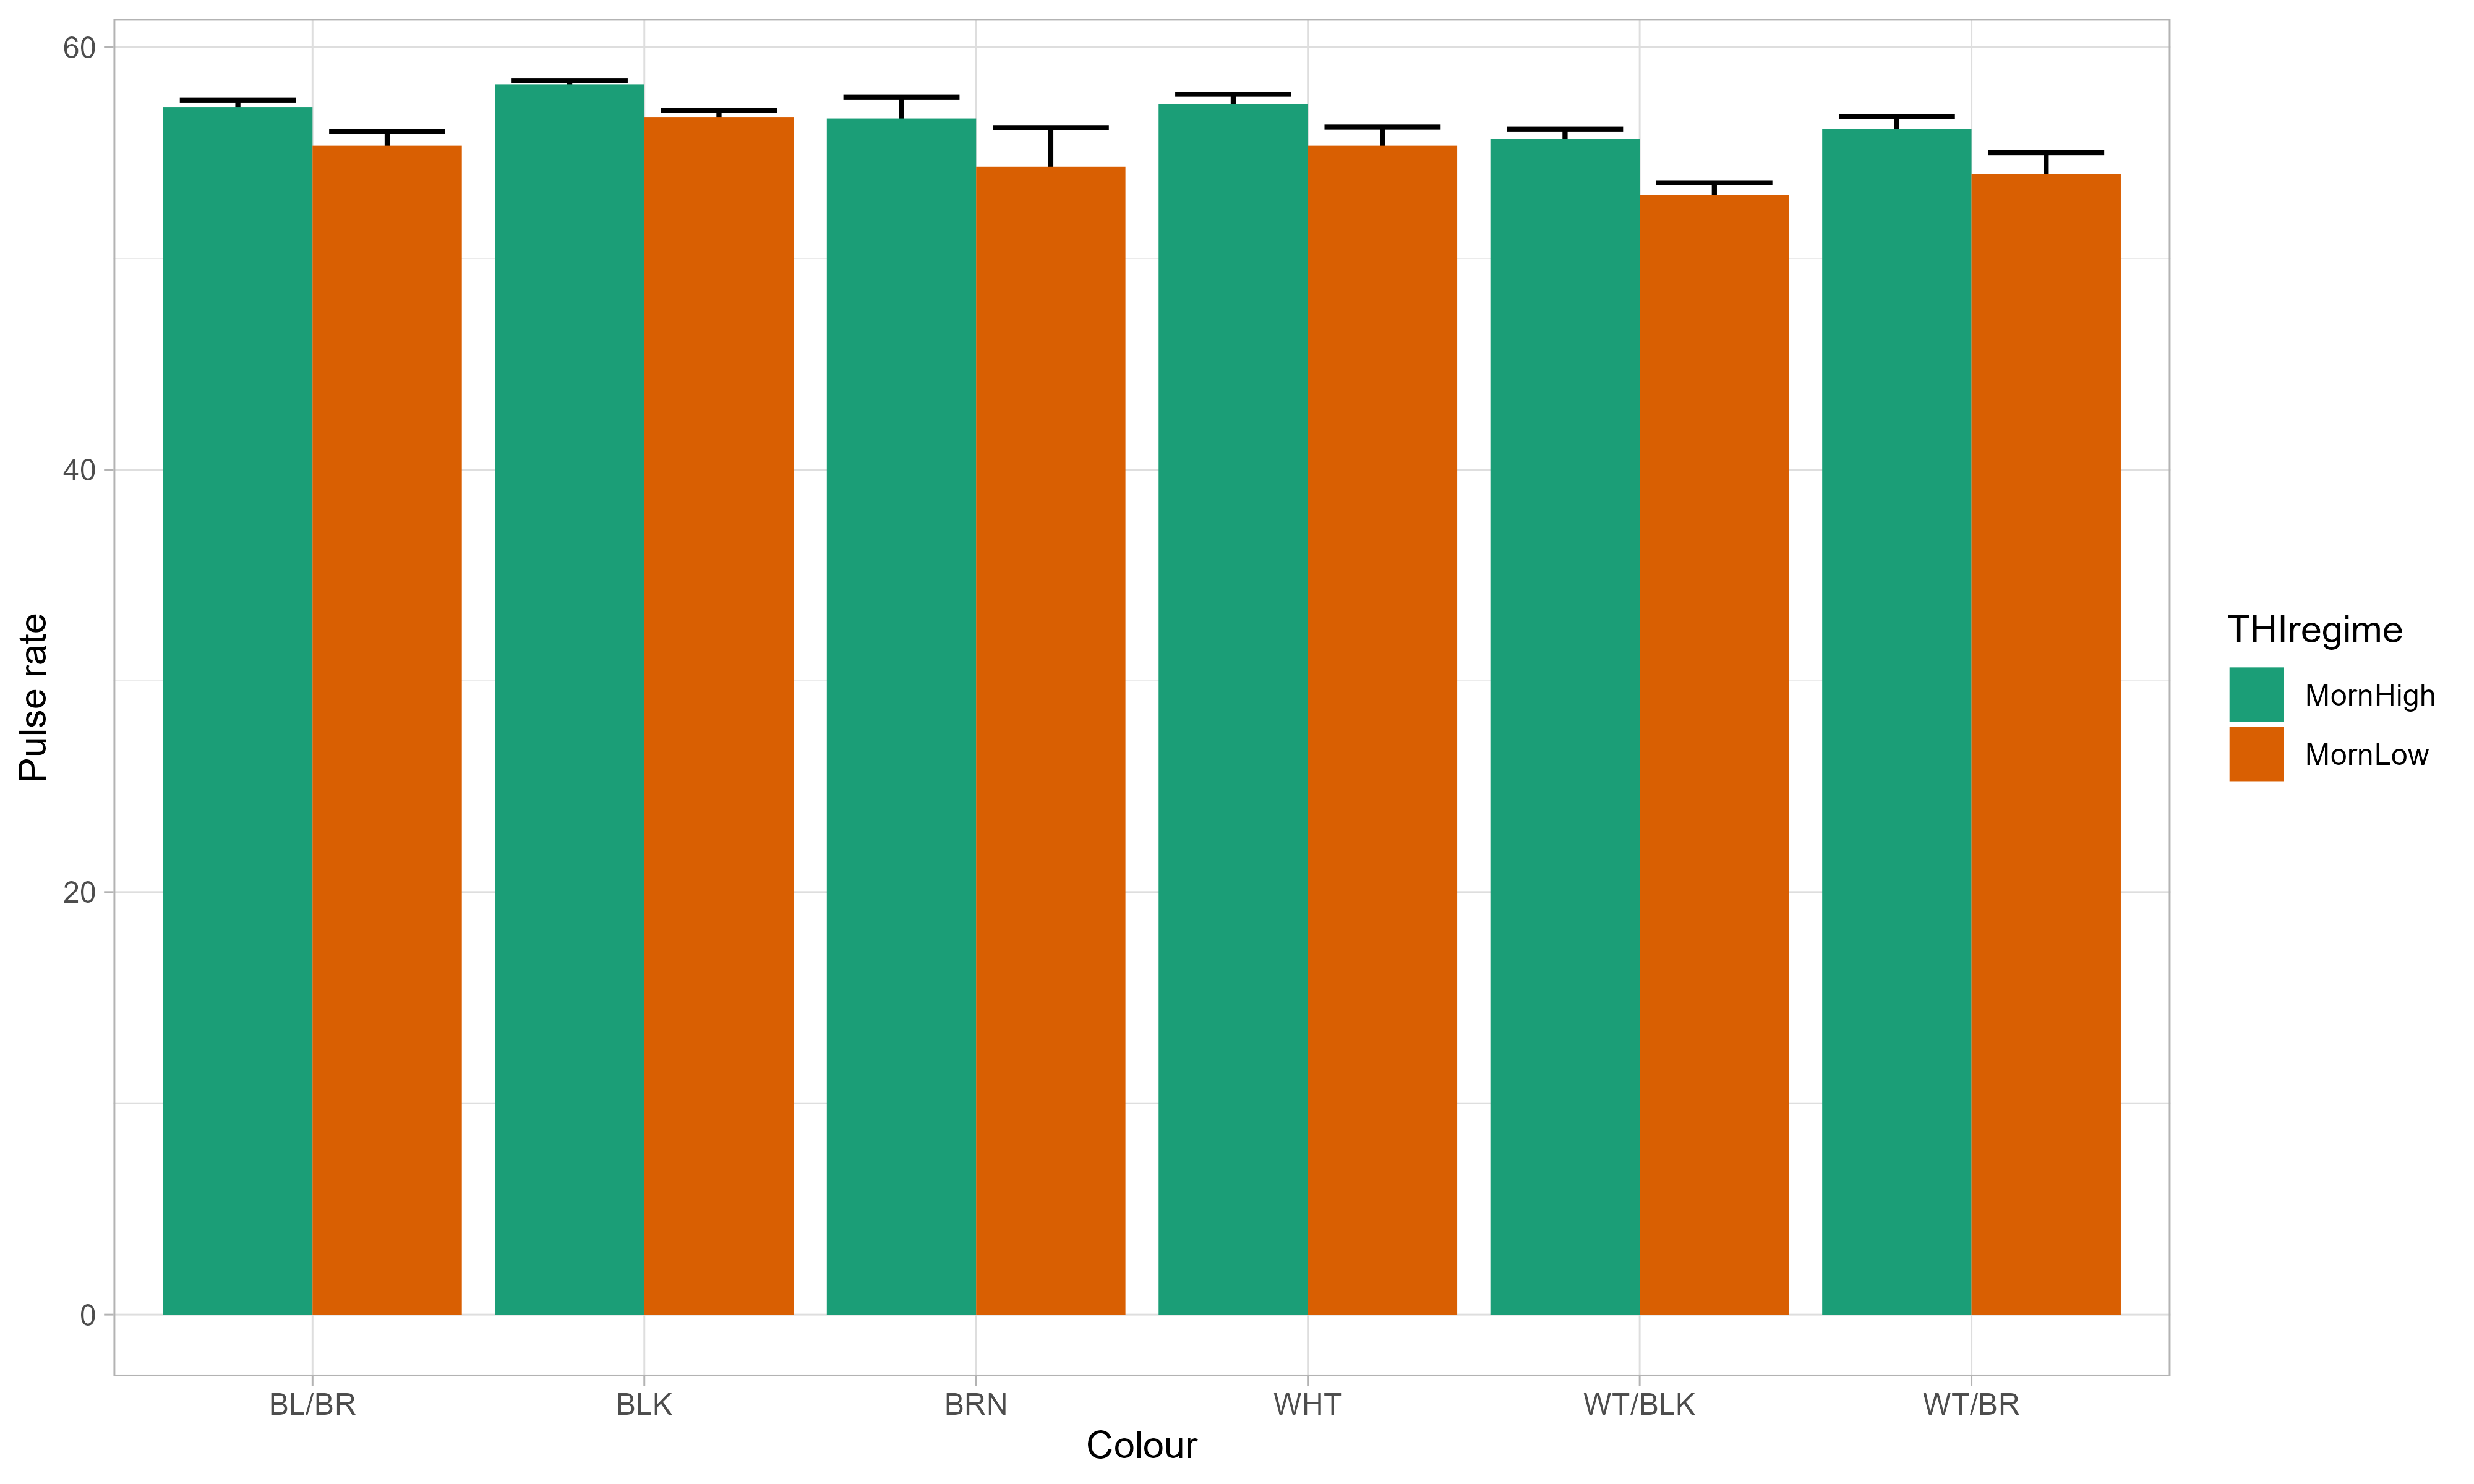 60
40
20
0
Pulse rate
BL/BR
BLK
BRN
WHT
WT/BLK
WT/BR
Colour
THIregime
MornHigh
MornLow